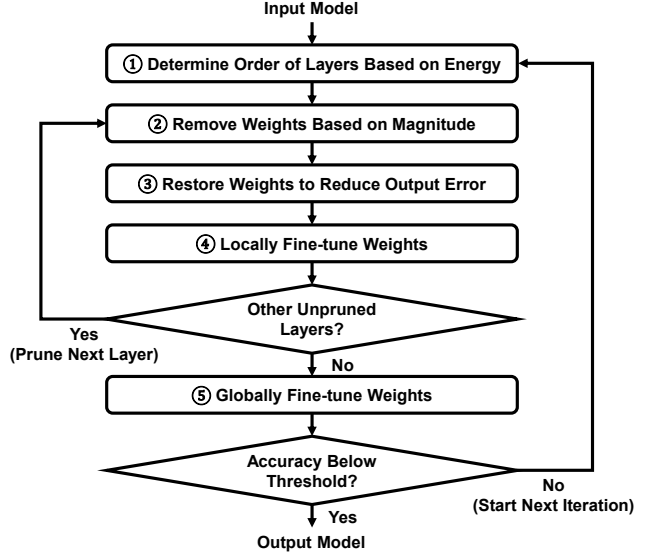 Input Model
① Determine Order of Layers Based on Energy
② Remove Weights Based on Magnitude
③ Restore Weights to Reduce Output Error
④ Locally Fine-tune Weights
Other Unpruned
Layers?
Yes
(Prune Next Layer)
No
⑤ Globally Fine-tune Weights
Accuracy Below
Threshold?
No
(Start Next Iteration)
Yes
Output Model